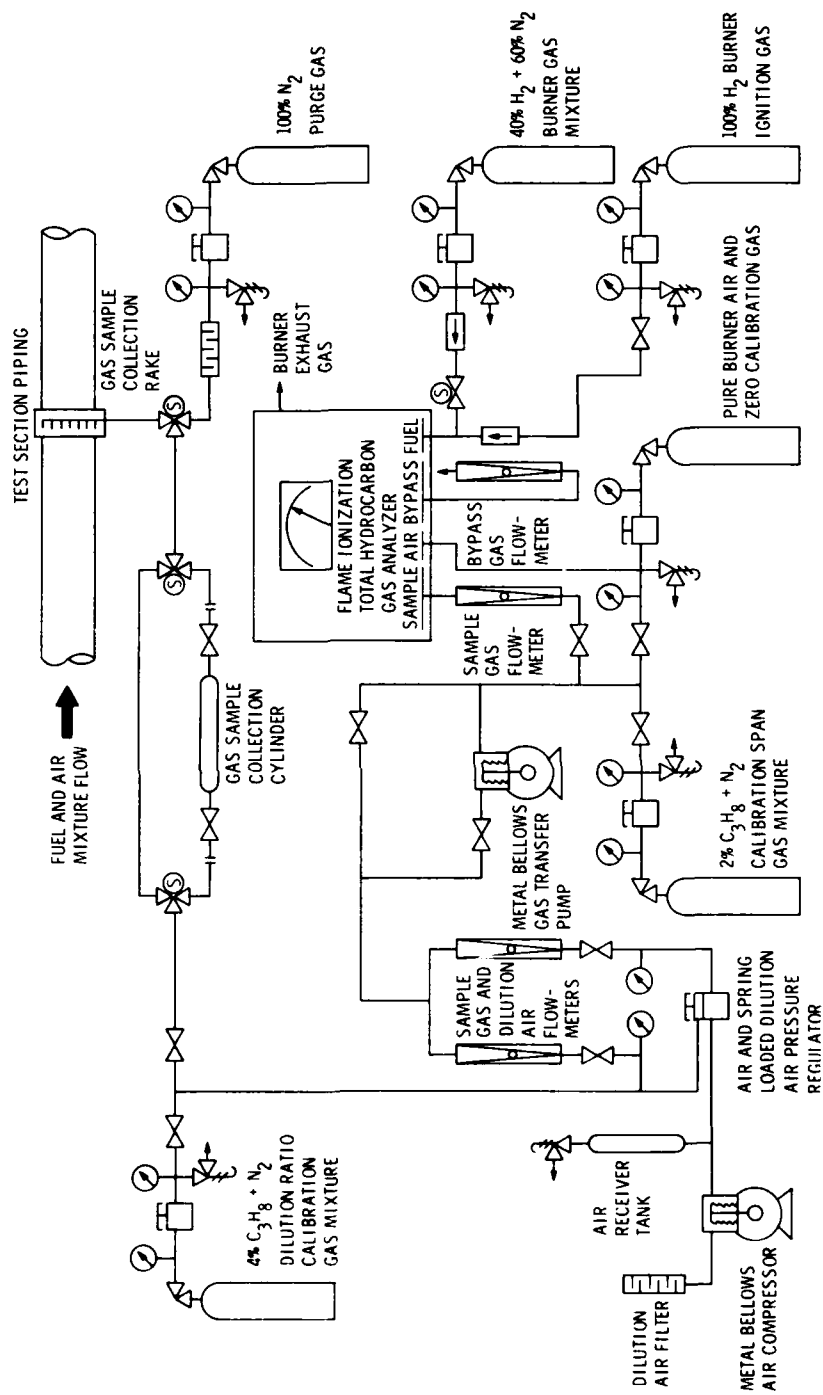 FUEL AND AIR
MIXTURE FLOW
TEST SECTION PIPING
GAS SAMPLE
COLLECTION
RAKE
100% N2
PURGE GAS
S
S
S
GAS SAMPLE
COLLECTION
CYLINDER
4% C3H8 + N2
DILUTION RATIO
CALIBRATION
GAS MIXTURE
BURNER
EXHAUST
GAS
FLAME IONIZATION
TOTAL HYDROCARBON
GAS ANALYZER
SAMPLE AIR BYPASS FUEL
S
40% H2 + 60% N2
BURNER GAS
MIXTURE
SAMPLE
GAS
FLOW-
METER
BYPASS
GAS
FLOW-
METER
100% H2 BURNER
IGNITION GAS
METAL BELLOWS
GAS TRANSFER
PUMP
SAMPLE
GAS AND
DILUTION
AIR
FLOW-
METERS
PURE BURNER AIR AND
ZERO CALIBRATION GAS
2% C3H8 + N2
CALIBRATION SPAN
GAS MIXTURE
AIR
RECEIVER
TANK
AIR AND SPRING
LOADED DILUTION
AIR PRESSURE
REGULATOR
DILUTION
AIR FILTER
METAL BELLOWS
AIR COMPRESSOR